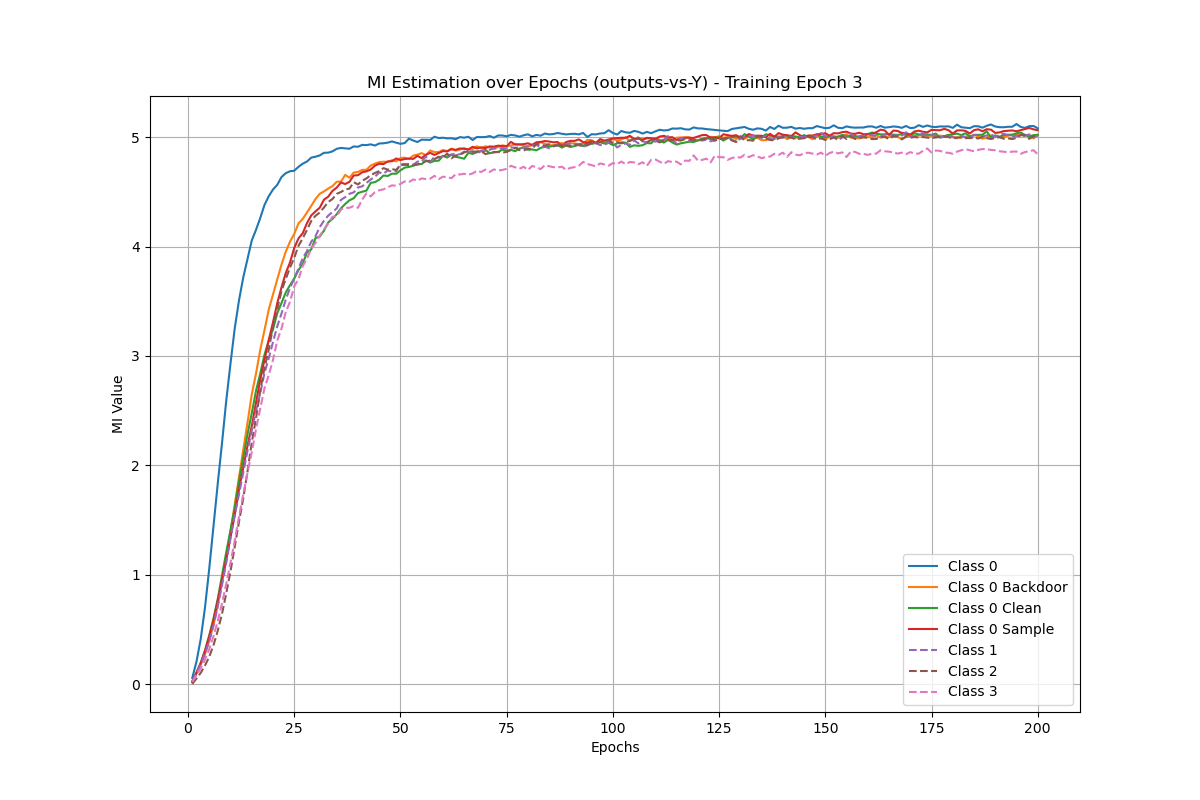 MI Estimation over Epochs (outputs-vs-Y) - Training Epoch 3
MI Value
5
4
3
2
1
0
0 25 50 75 100 125 150 175 200
Epochs
Class 0
Class 0 Backdoor
Class 0 Clean
Class 0 Sample
Class 1
Class 2
Class 3